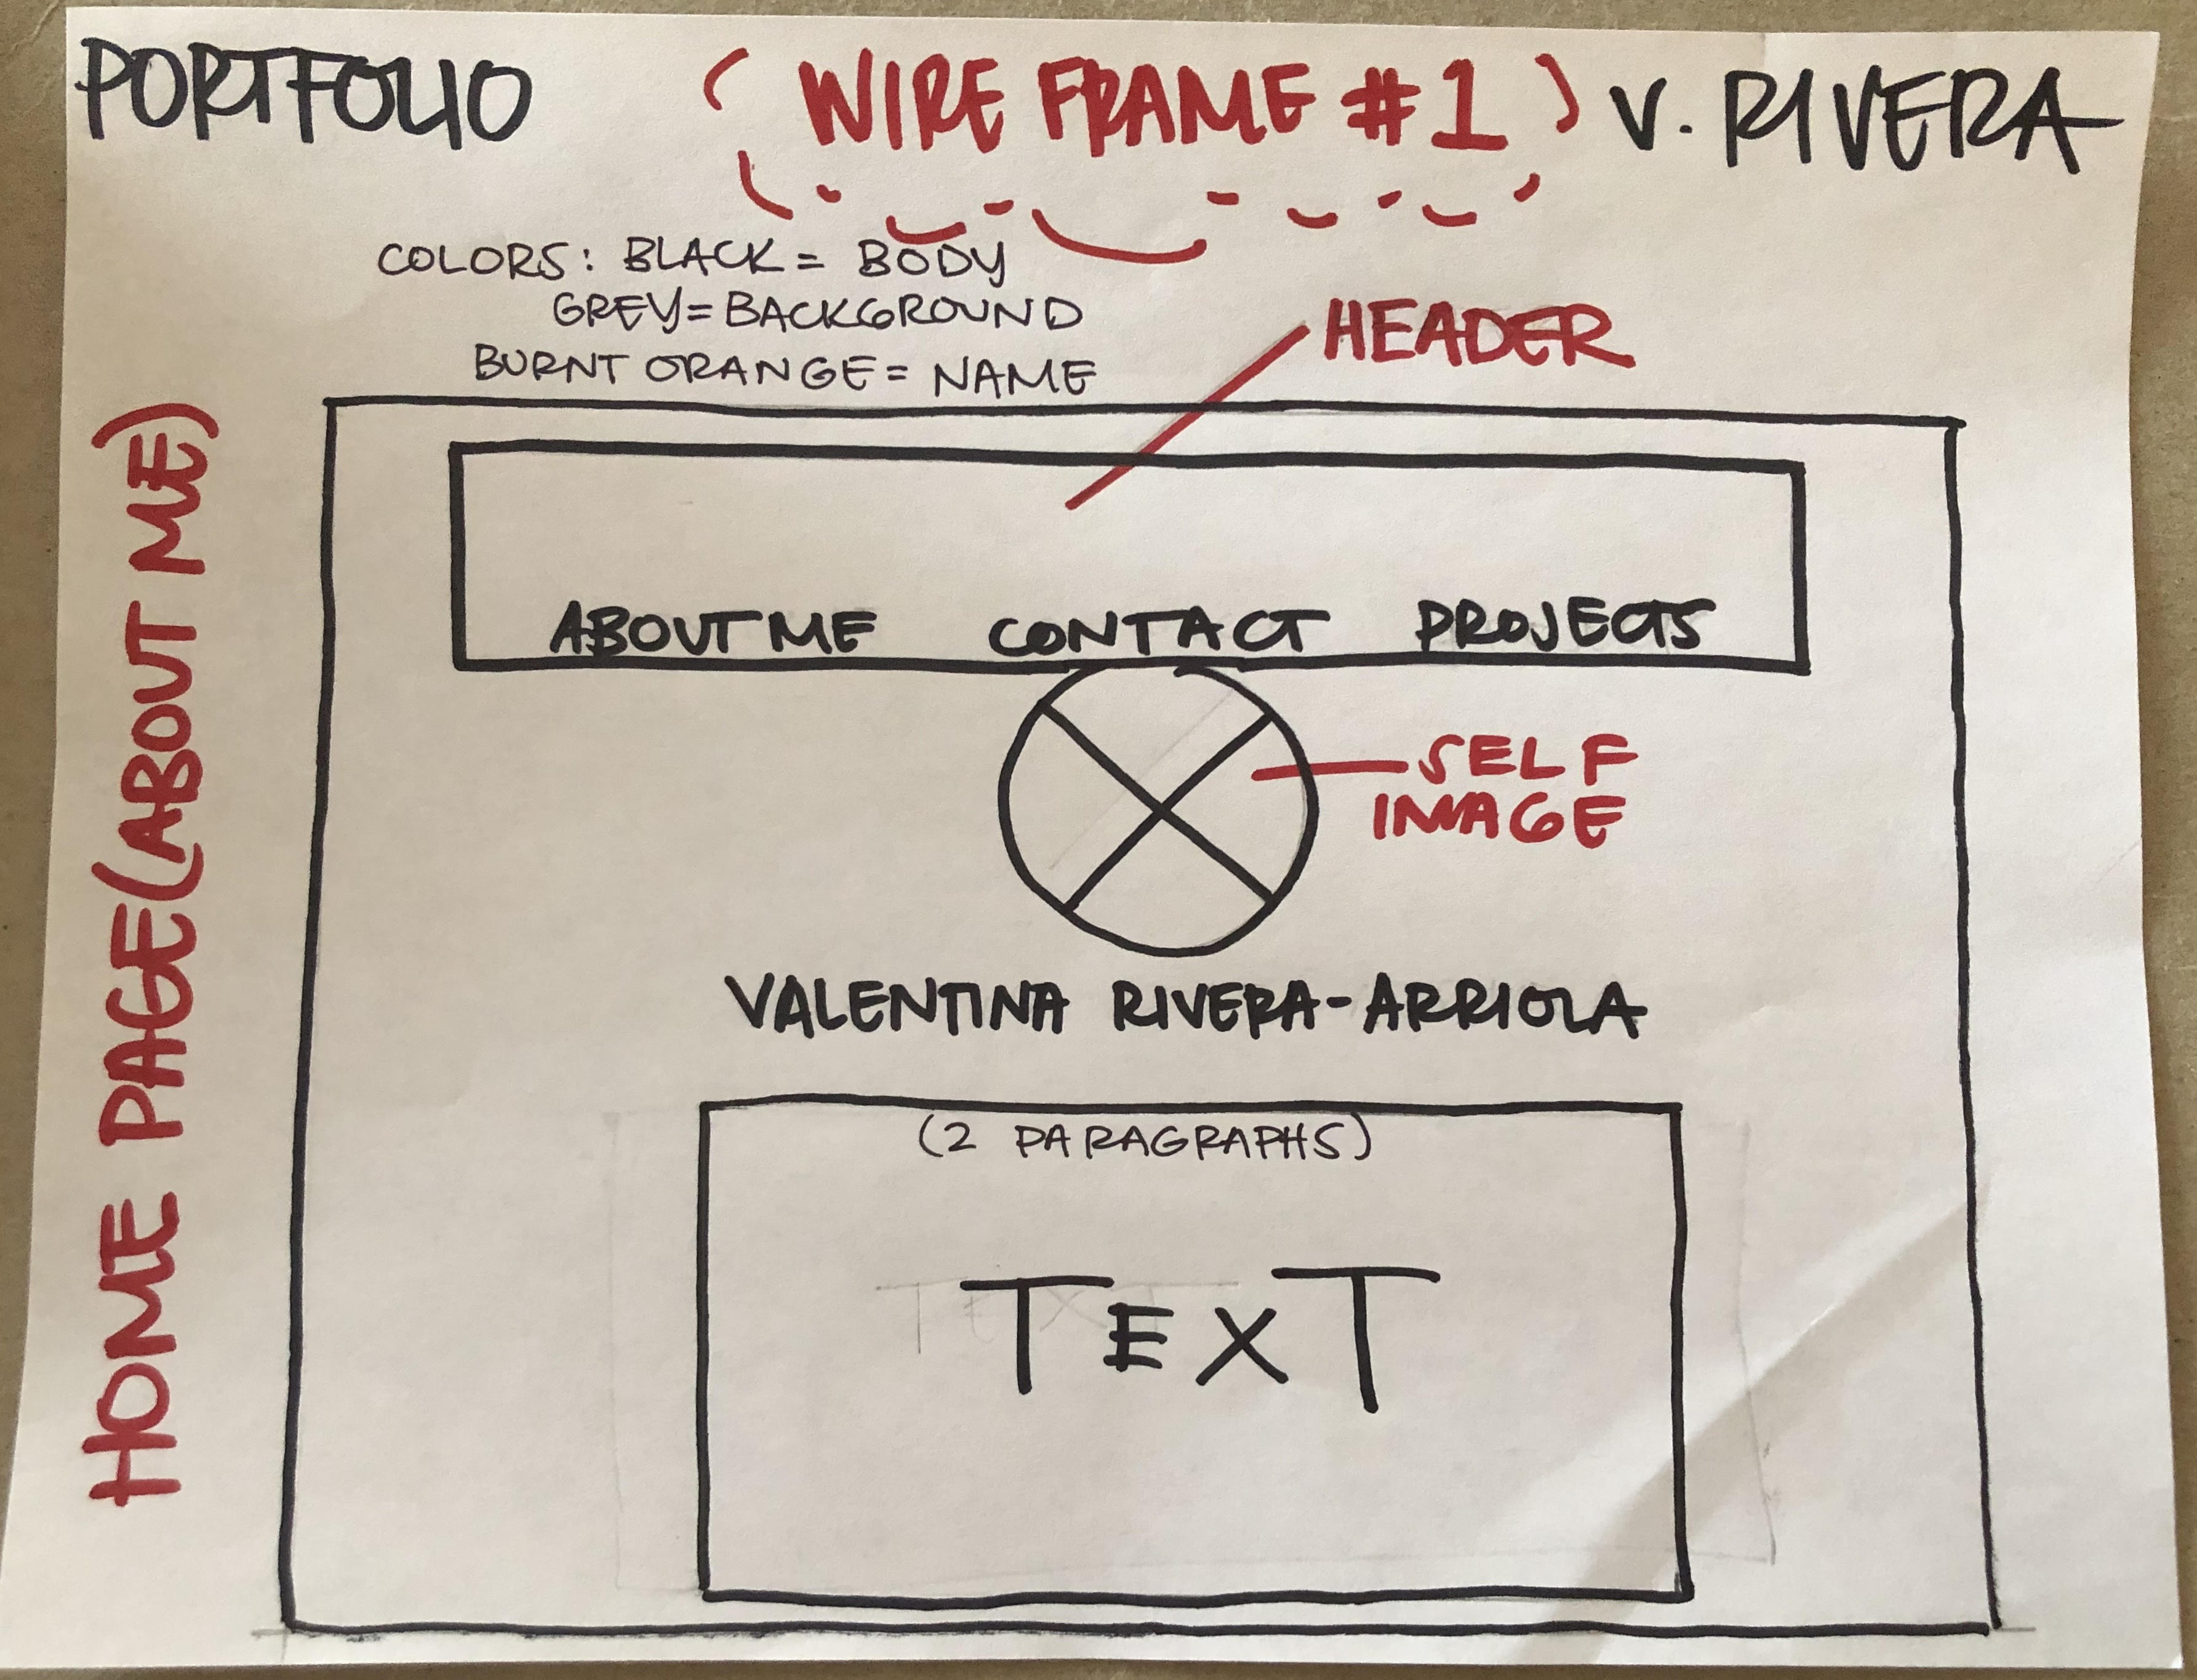 PORTFOLIO (WIRE FRAME #1) V. RIVERA
COLORS: BLACK = BODY
GREY = BACKGROUND
BURNT ORANGE = NAME
HEADER
HOME PAGE (ABOUT ME)
ABOUT ME CONTACT PROJECTS
SELF
IMAGE
VALENTINA RIVERA-ARRIOLA
(2 PARAGRAPHS)
TEXT